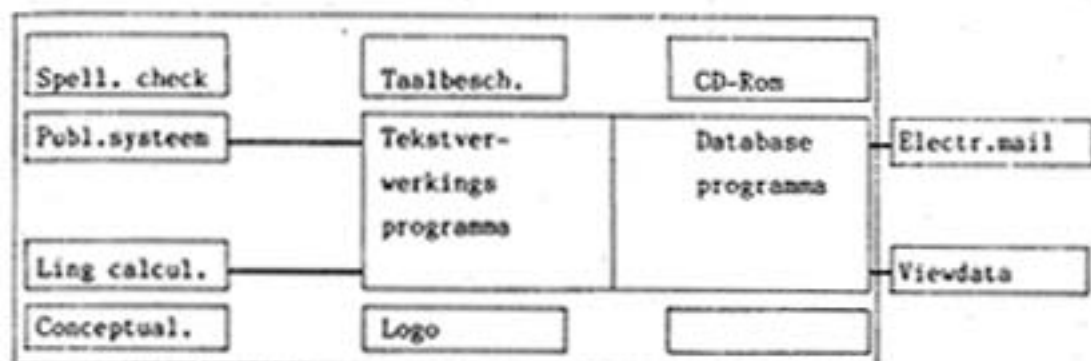 Spell. check
Taalbesch.
CD-Rom
Publ.systeem
Tekstver-
werkings
programma
Database
programma
Electr.mail
Ling calcul.
Viewdata
Conceptual.
Logo